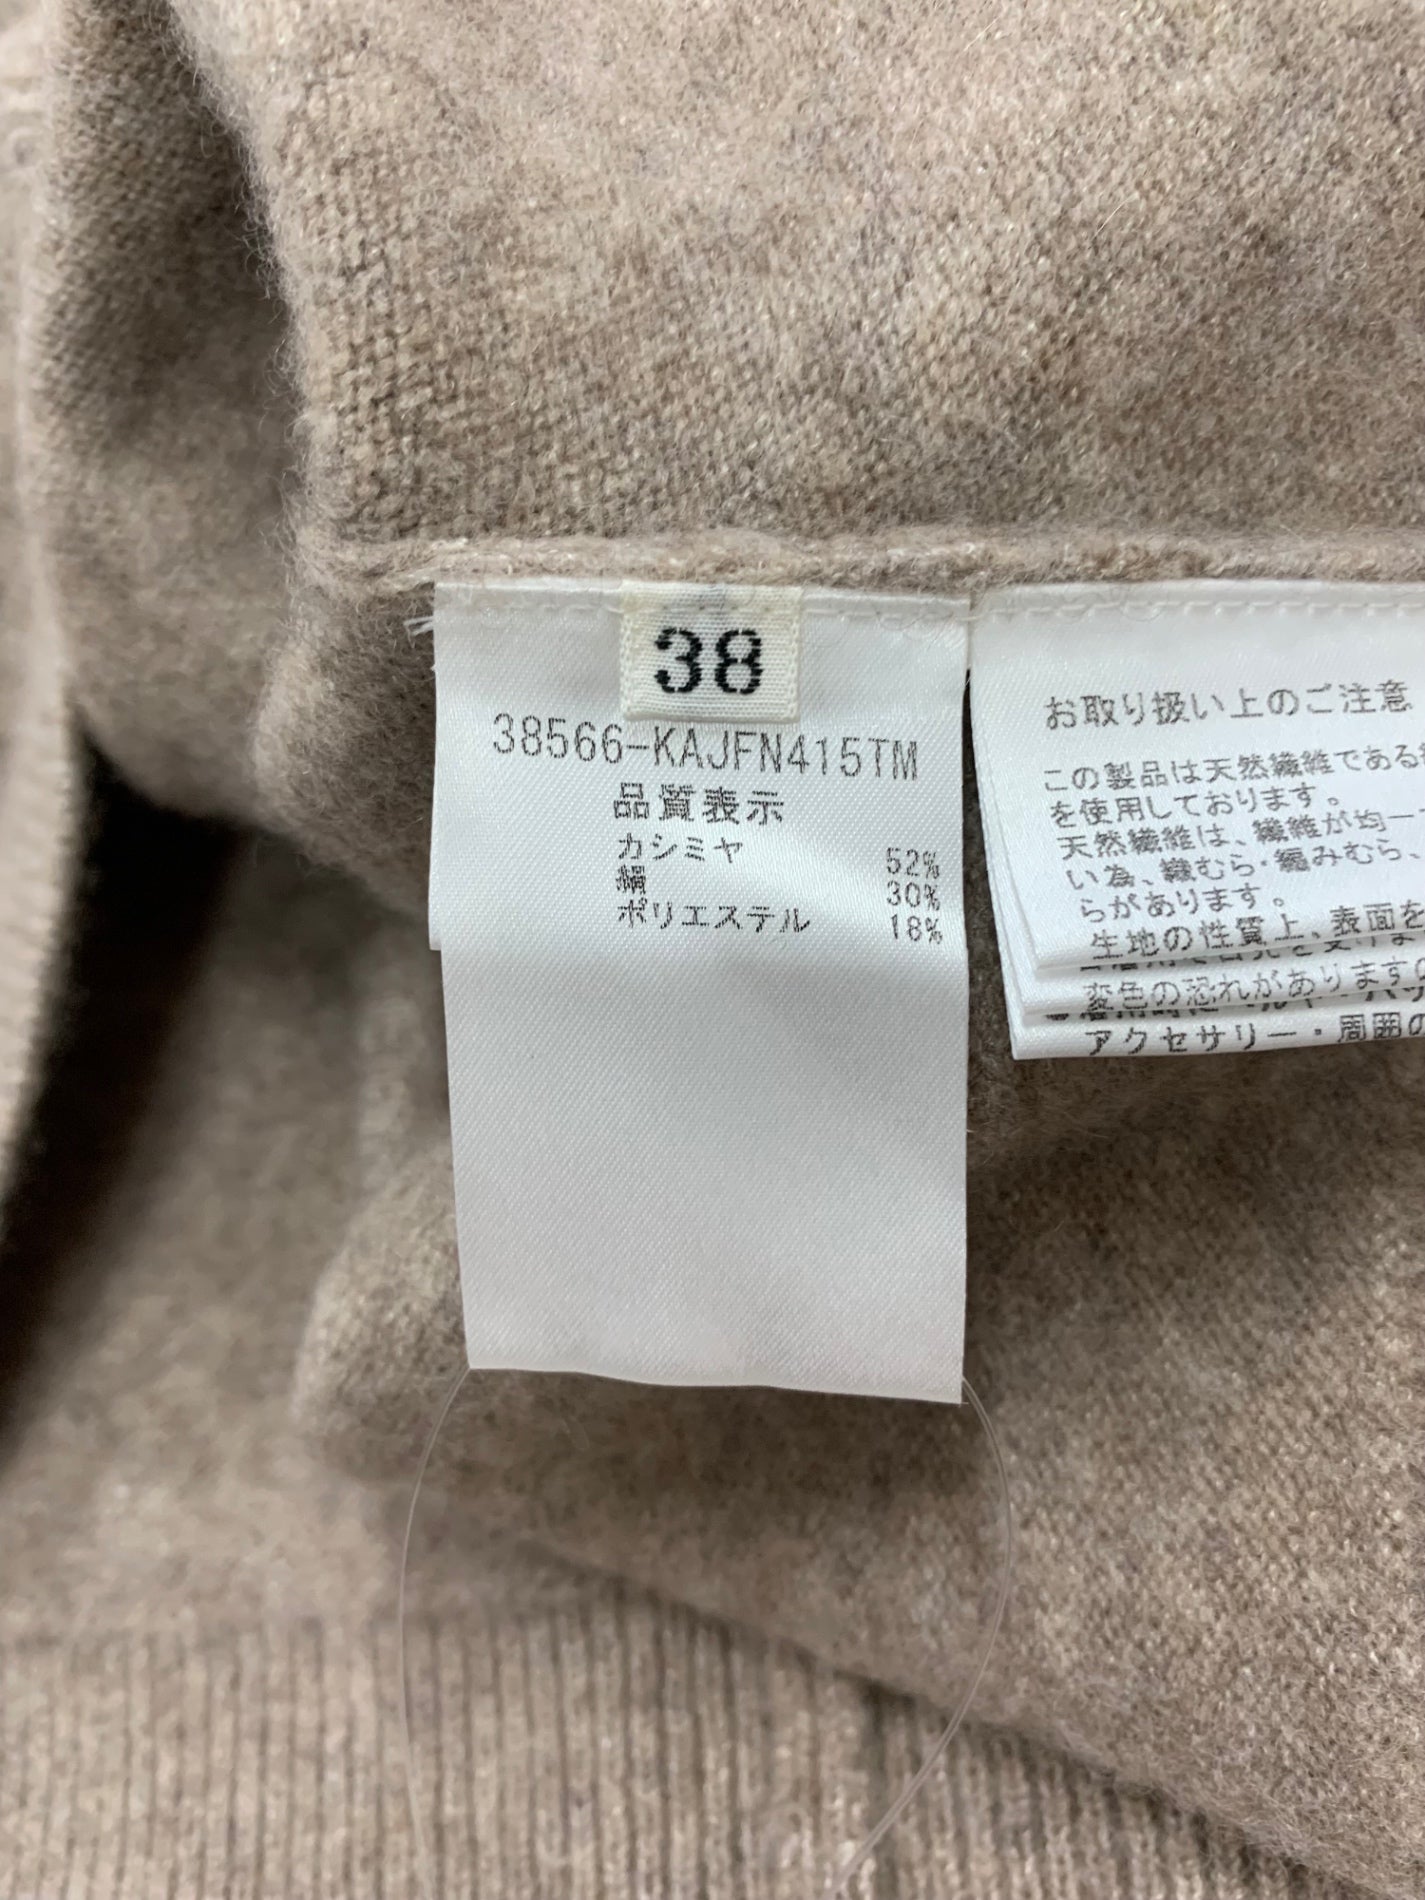 38
38566-KAJFN415TM
品質表示
カシミヤ 52%
絹 30%
ポリエステル 18%
お取り扱い上のご注意
この製品は天然繊維である
を使用しております。
天然繊維は、繊維が均一
い為、織むら・編みむら、
らがあります。
生地の性質上、表面を
変色の恐れがあります
アクセサリー・周囲の